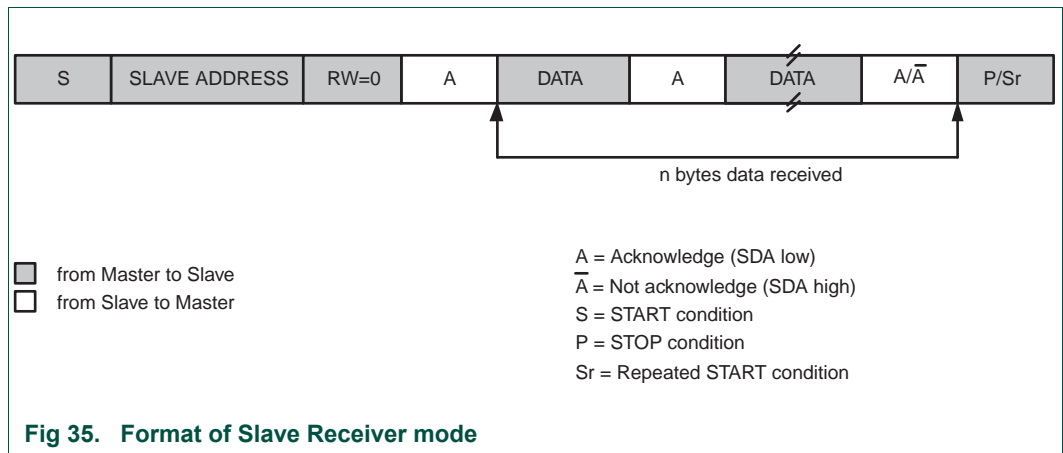 S SLAVE ADDRESS RW=0 A DATA A DATA A/A̅ P/Sr
n bytes data received
from Master to Slave
from Slave to Master
A = Acknowledge (SDA low)
A̅ = Not acknowledge (SDA high)
S = START condition
P = STOP condition
Sr = Repeated START condition
Fig 35. Format of Slave Receiver mode